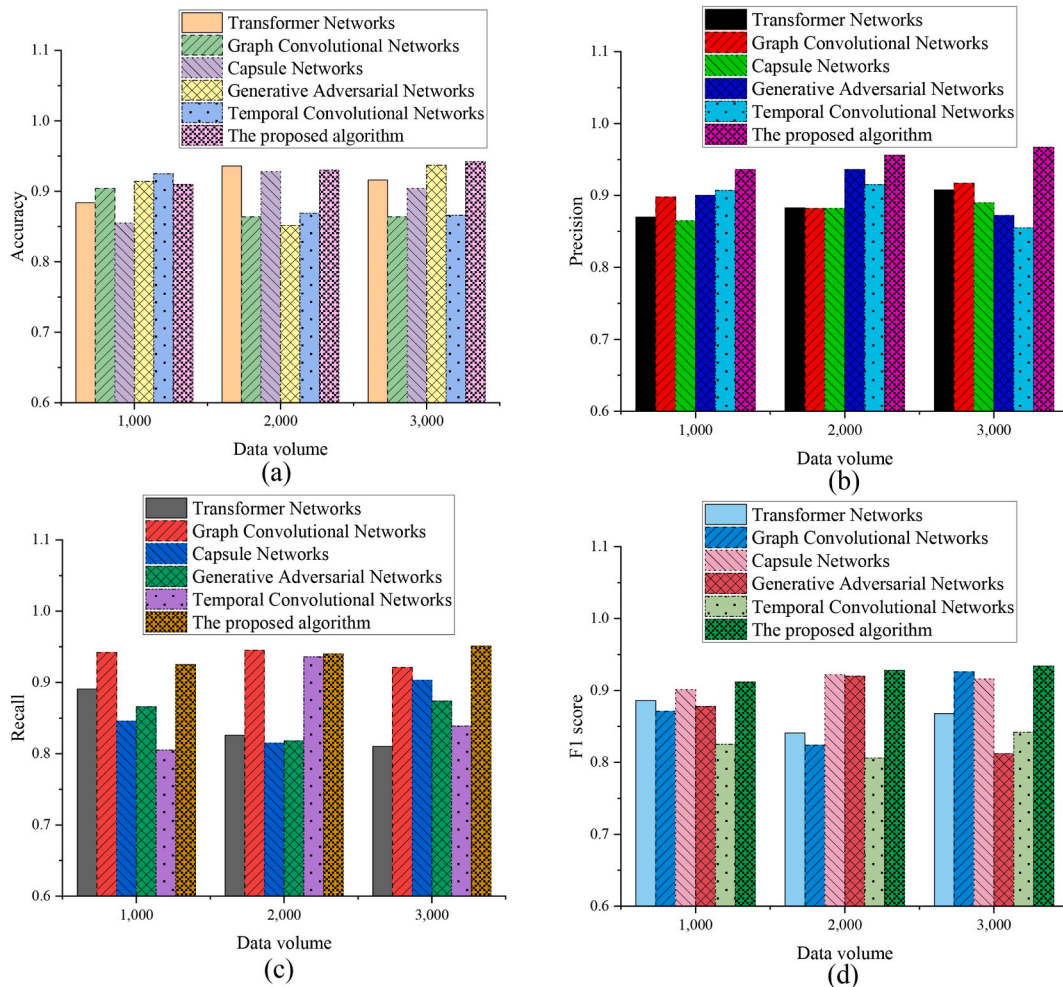 Transformer Networks
Graph Convolutional Networks
Capsule Networks
Generative Adversarial Networks
Temporal Convolutional Networks
The proposed algorithm
1.1
1.0
0.9
0.8
0.7
0.6
Accuracy
1,000
2,000
3,000
Data volume
(a)
Transformer Networks
Graph Convolutional Networks
Capsule Networks
Generative Adversarial Networks
Temporal Convolutional Networks
The proposed algorithm
1.1
1.0
0.9
0.8
0.7
0.6
Precision
1,000
2,000
3,000
Data volume
(b)
Transformer Networks
Graph Convolutional Networks
Capsule Networks
Generative Adversarial Networks
Temporal Convolutional Networks
The proposed algorithm
1.1
1.0
0.9
0.8
0.7
0.6
Recall
1,000
2,000
3,000
Data volume
(c)
Transformer Networks
Graph Convolutional Networks
Capsule Networks
Generative Adversarial Networks
Temporal Convolutional Networks
The proposed algorithm
1.1
1.0
0.9
0.8
0.7
0.6
F1 score
1,000
2,000
3,000
Data volume
(d)